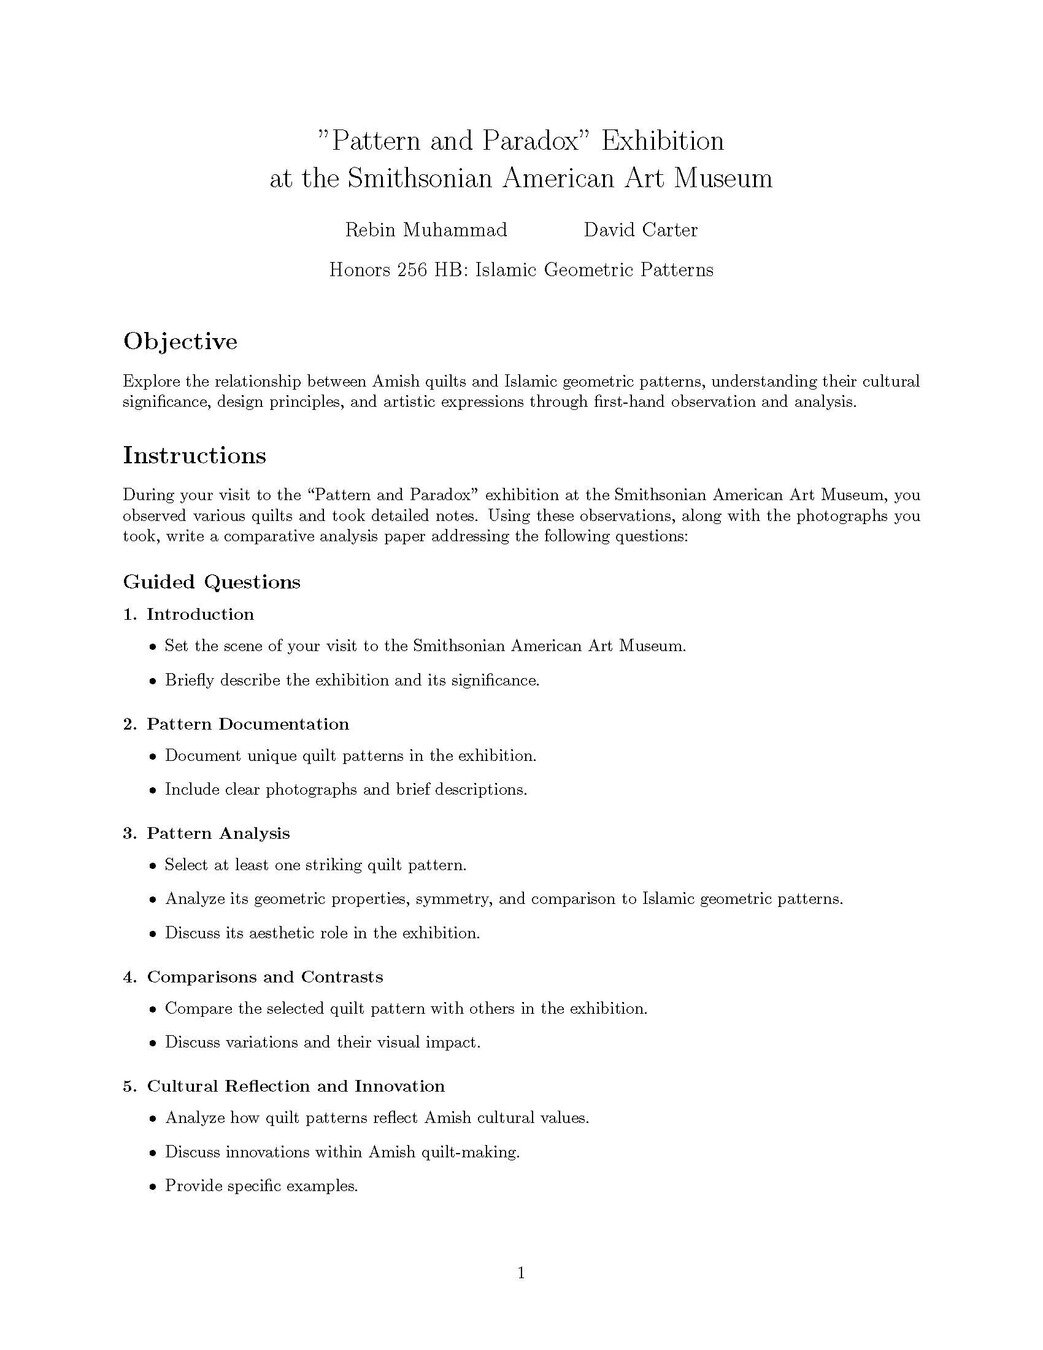 ”Pattern and Paradox” Exhibition
at the Smithsonian American Art Museum
Rebin Muhammad David Carter
Honors 256 HB: Islamic Geometric Patterns
Objective
Explore the relationship between Amish quilts and Islamic geometric patterns, understanding their cultural
significance, design principles, and artistic expressions through first-hand observation and analysis.
Instructions
During your visit to the “Pattern and Paradox” exhibition at the Smithsonian American Art Museum, you
observed various quilts and took detailed notes. Using these observations, along with the photographs you
took, write a comparative analysis paper addressing the following questions:
Guided Questions
1. Introduction
• Set the scene of your visit to the Smithsonian American Art Museum.
• Briefly describe the exhibition and its significance.
2. Pattern Documentation
• Document unique quilt patterns in the exhibition.
• Include clear photographs and brief descriptions.
3. Pattern Analysis
• Select at least one striking quilt pattern.
• Analyze its geometric properties, symmetry, and comparison to Islamic geometric patterns.
• Discuss its aesthetic role in the exhibition.
4. Comparisons and Contrasts
• Compare the selected quilt pattern with others in the exhibition.
• Discuss variations and their visual impact.
5. Cultural Reflection and Innovation
• Analyze how quilt patterns reflect Amish cultural values.
• Discuss innovations within Amish quilt-making.
• Provide specific examples.
1